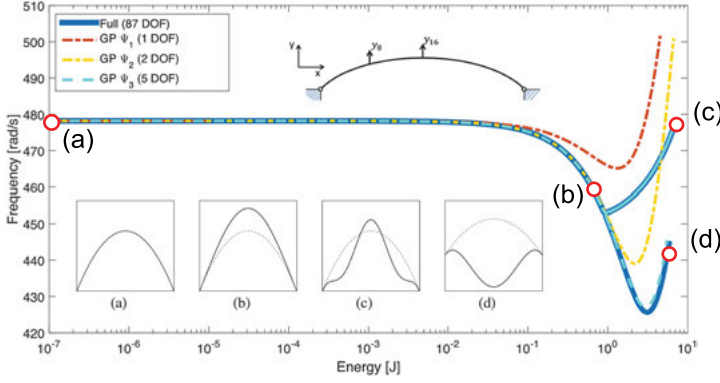 510
500
490
480
470
460
450
440
430
420
Frequency [rad/s]
Full (87 DOF)
GP Ψ₁ (1 DOF)
GP Ψ₂ (2 DOF)
GP Ψ₃ (5 DOF)
Y
x
y₈
y₁₆
(a)
(b)
(c)
(d)
(a)
(b)
(c)
(d)
10⁻⁷
10⁻⁶
10⁻⁵
10⁻⁴
10⁻³
10⁻²
10⁻¹
10⁰
10¹
Energy [J]